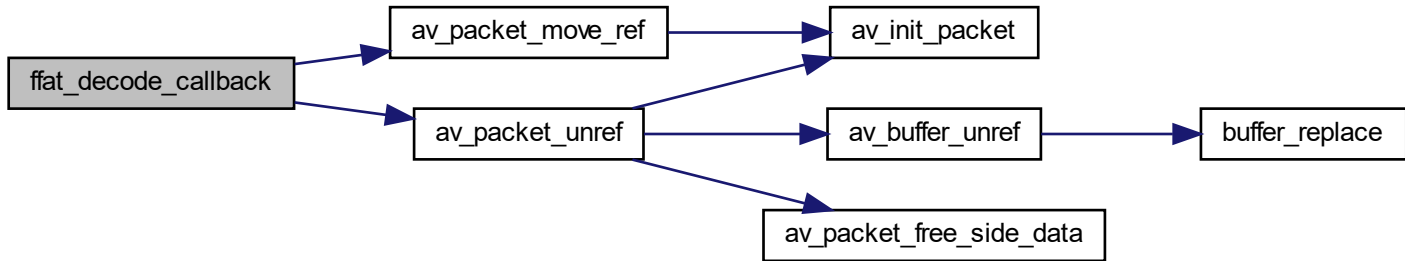 av_packet_move_ref
av_init_packet
ffat_decode_callback
av_packet_unref
av_buffer_unref
buffer_replace
av_packet_free_side_data